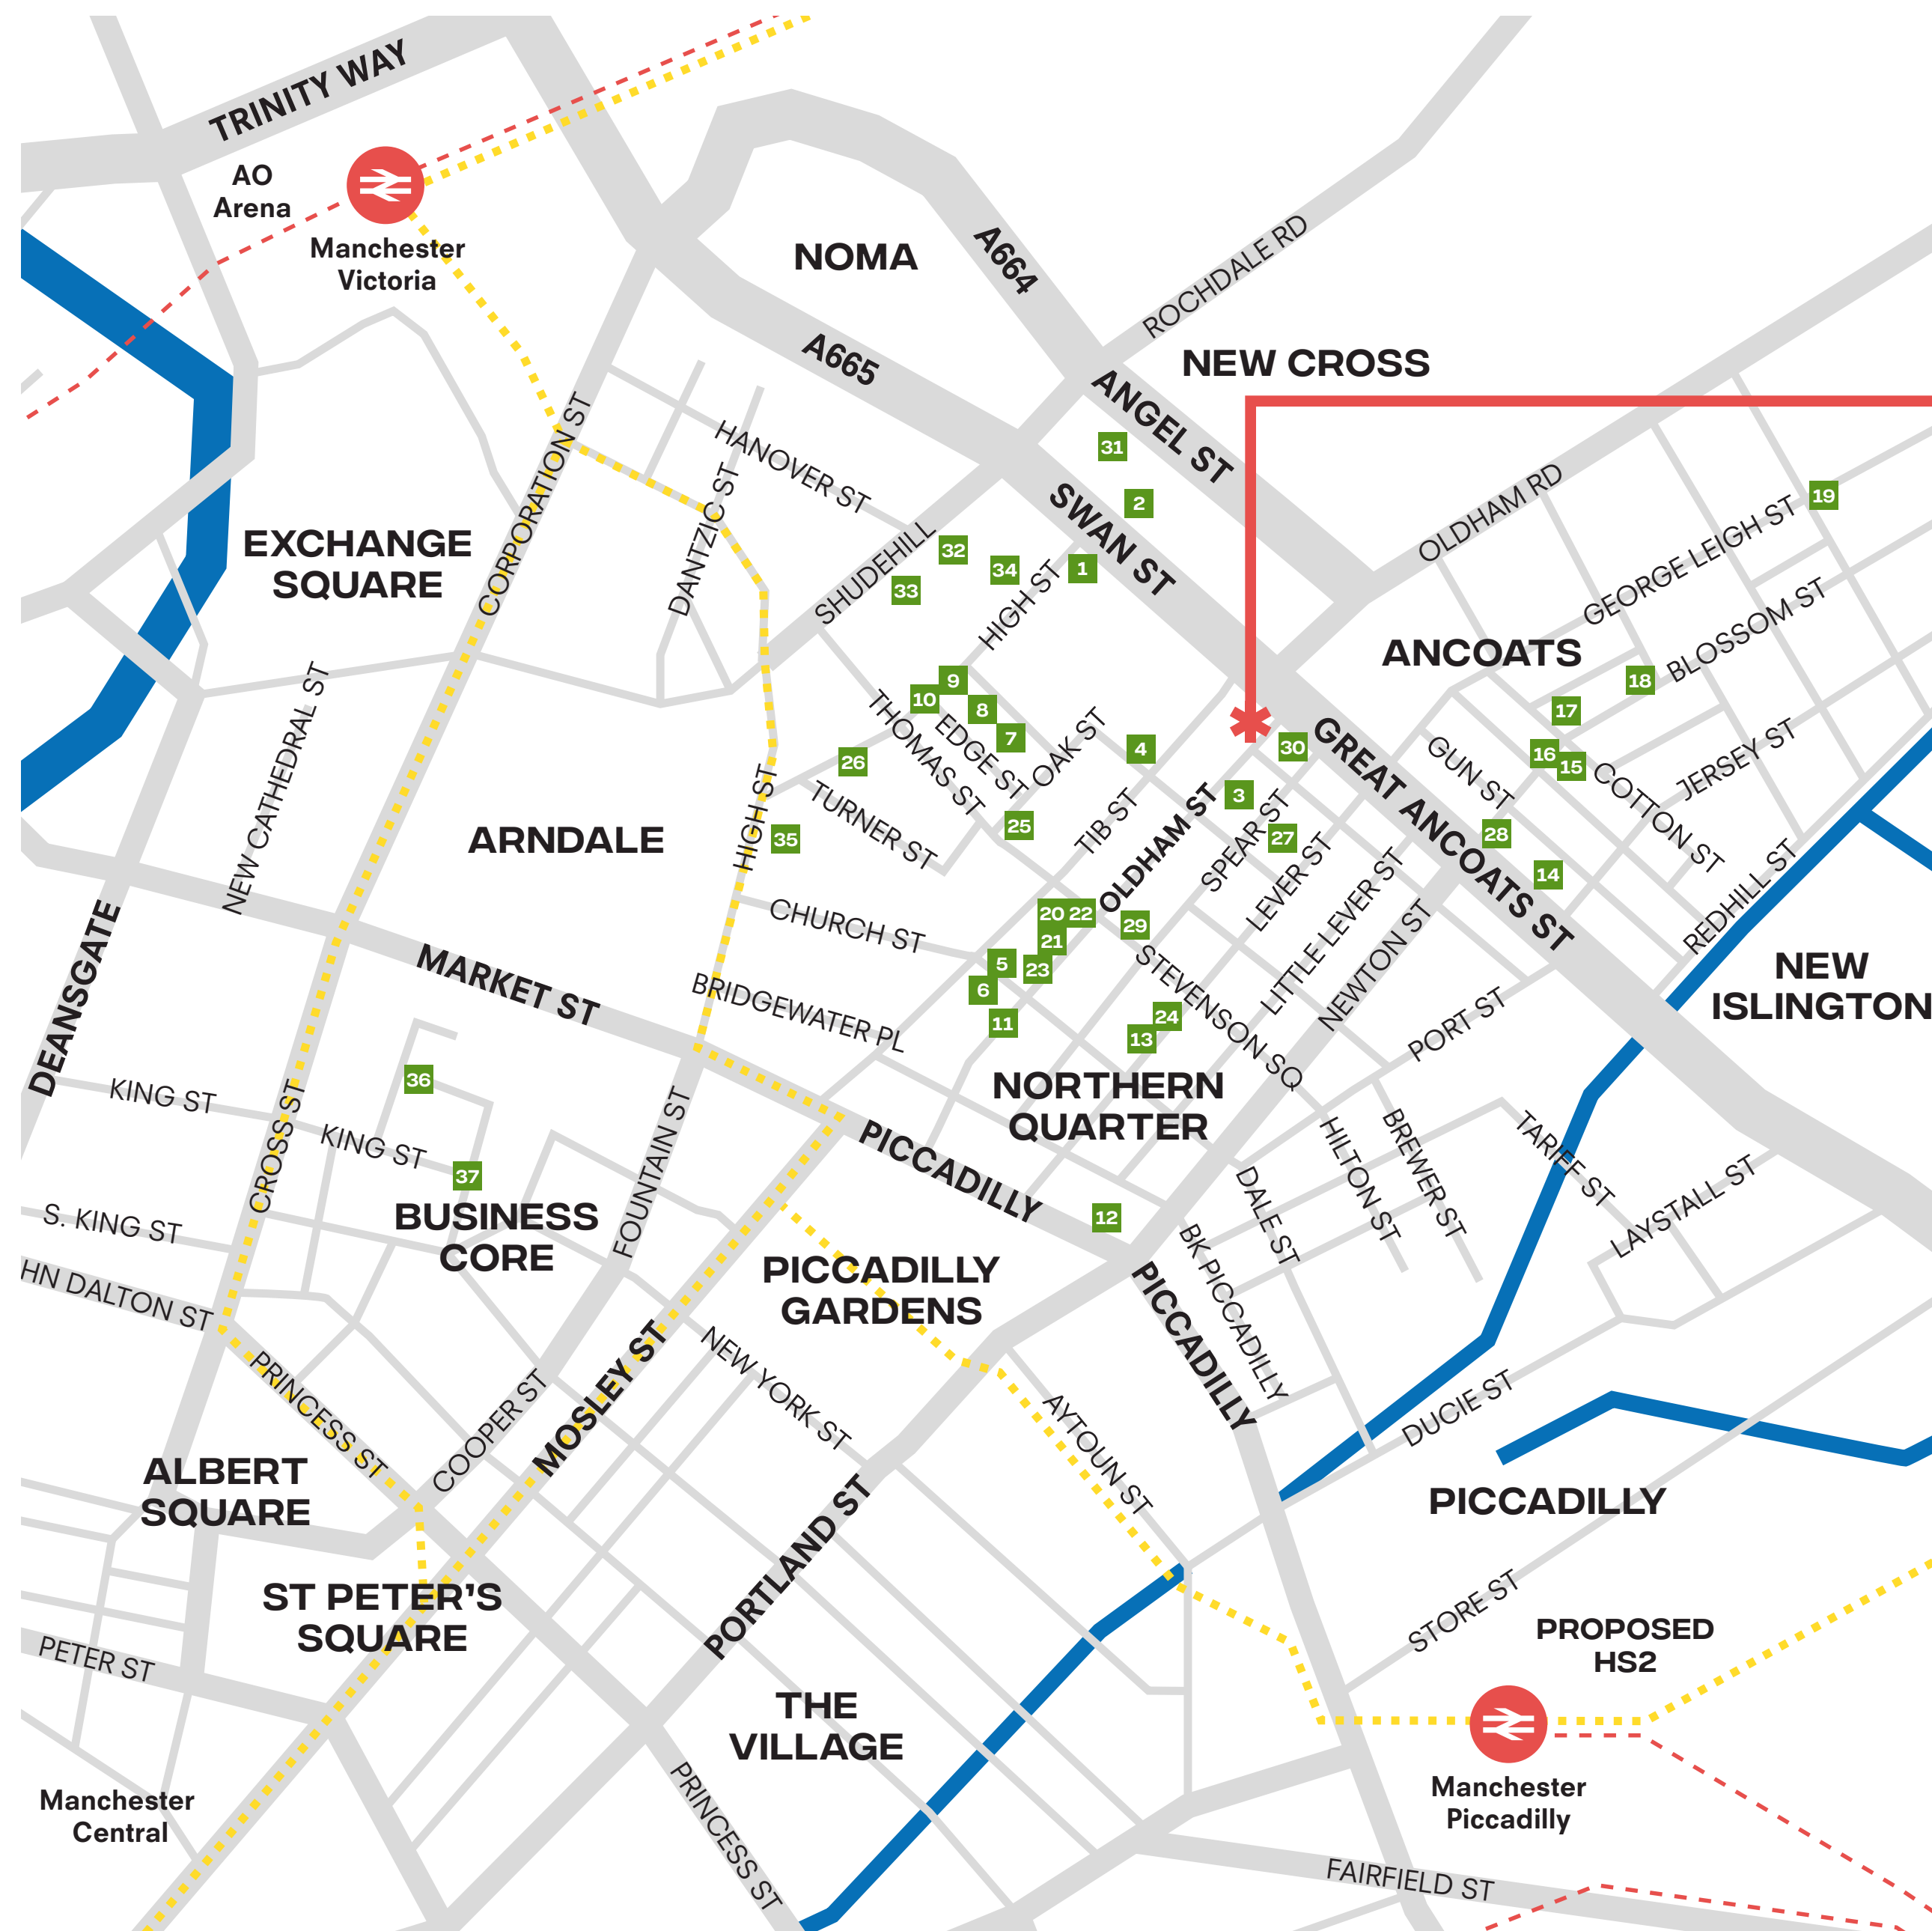 TRINITY WAY
AO
Arena
Manchester
Victoria
NOMA
A664
A665
ROCHDALE RD
NEW CROSS
ANGEL ST
31
2
SWAN ST
HANOVER ST
DANTZIC ST
CORPORATION ST
EXCHANGE
SQUARE
SHUDEHILL
32
33
34
1
HIGH ST
OLDHAM RD
GEORGE LEIGH ST
19
BLOSSOM ST
ANCOATS
18
17
16
15
COTTON ST
JERSEY ST
GUN ST
28
14
REDHILL ST
GREAT ANCOATS ST
30
NEW CATHEDRAL ST
ARNDALE
HIGH ST
35
26
9
10
8
7
THOMAS ST
EDGE ST
OAK ST
4
25
TURNER ST
TIB ST
OLDHAM ST
3
SPEAR ST
27
LEVER ST
LITTLE LEVER ST
NEWTON ST
CHURCH ST
20
22
21
23
29
5
6
11
24
13
STEVENSON SQ
PORT ST
NEW
ISLINGTON
DEANSGATE
MARKET ST
BRIDGEWATER PL
NORTHERN
QUARTER
KING ST
36
KING ST
37
CROSS ST
S. KING ST
BUSINESS
CORE
FOUNTAIN ST
PICCADILLY
12
HILTON ST
BREWER ST
TARIFF ST
LAYSTALL ST
DALE ST
BK PICCADILLY
HN DALTON ST
PICCADILLY
GARDENS
PICCADILLY
PRINCESS ST
COOPER ST
MOSLEY ST
NEW YORK ST
AYTOUN ST
DUCIE ST
ALBERT
SQUARE
PICCADILLY
PORTLAND ST
ST PETER'S
SQUARE
STORE ST
PROPOSED
HS2
PETER ST
THE
VILLAGE
Manchester
Piccadilly
Manchester
Central
PRINCESS ST
FAIRFIELD ST